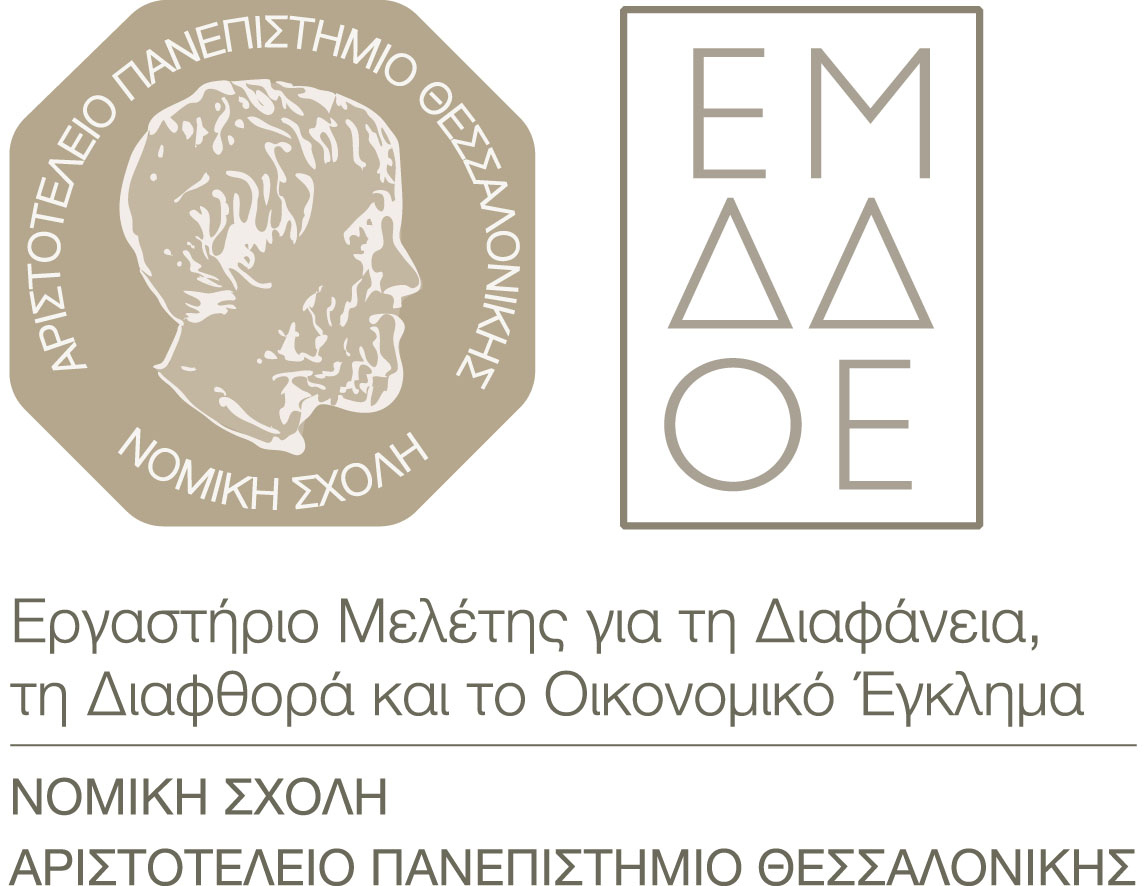 ΑΡΙΣΤΟΤΕΛΕΙΟ ΠΑΝΕΠΙΣΤΗΜΙΟ ΘΕΣΣΑΛΟΝΙΚΗΣ
ΝΟΜΙΚΗ ΣΧΟΛΗ
ΕΜ
ΔΔ
ΟΕ
Εργαστήριο Μελέτης για τη Διαφάνεια,
τη Διαφθορά και το Οικονομικό Έγκλημα
ΝΟΜΙΚΗ ΣΧΟΛΗ
ΑΡΙΣΤΟΤΕΛΕΙΟ ΠΑΝΕΠΙΣΤΗΜΙΟ ΘΕΣΣΑΛΟΝΙΚΗΣ